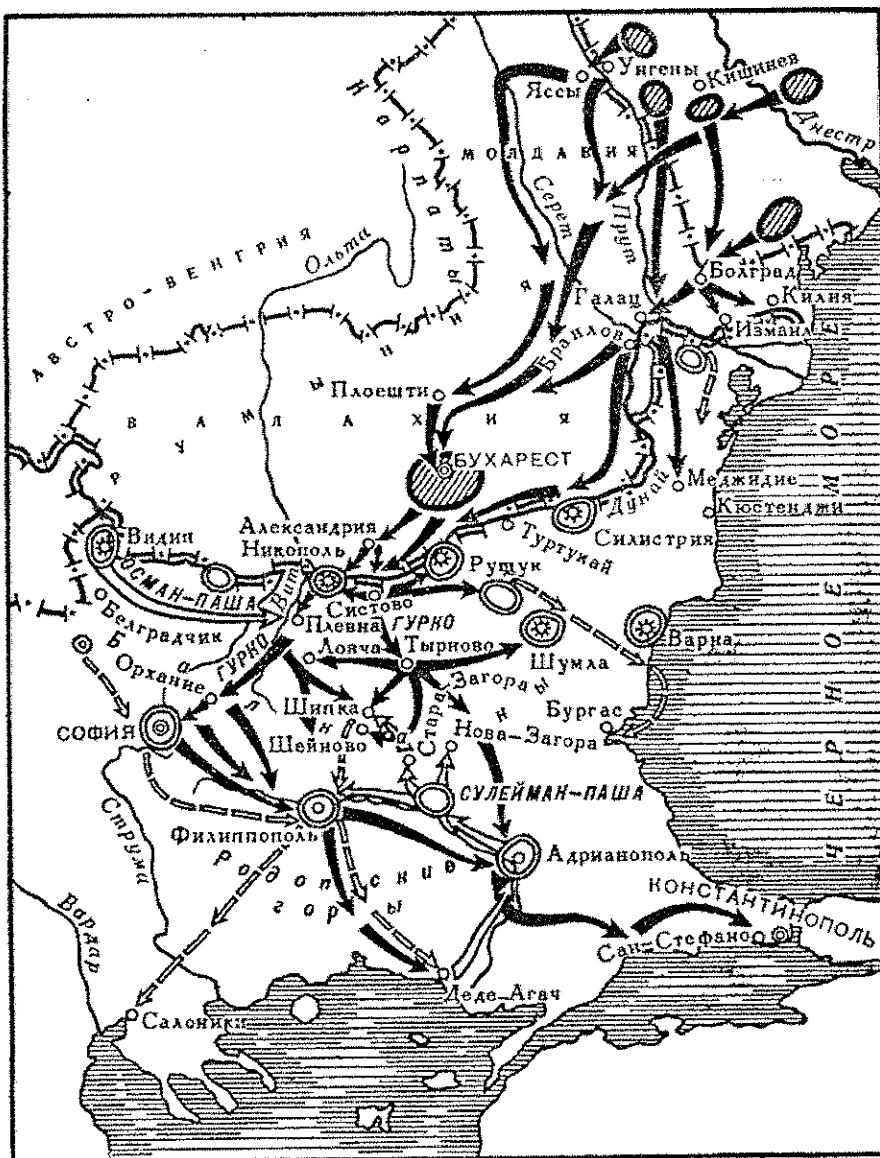 Унгены
Кишинев
Яссы
Днестр
Карпаты
МОЛДАВИЯ
Серет
Прут
АВСТРО-ВЕНГРИЯ
Ольта
Болград
Галац
Килия
Измаил
Браилов
Плоешти
РУМЫНИЯ
ВАЛАХИЯ
БУХАРЕСТ
Меджидие
Дунай
Кюстенджи
ЧЕРНОЕ МОРЕ
Александрия
Видин
Никополь
Туртукай
Силистрия
ОСМАН-ПАША
Вит
Рущук
Систово
Белградчик
Плевна
ГУРКО
Варна
Ловча
Тырново
Шумла
ГУРКО
Орхание
Балканы
Стара Загора
Шипка
Бургас
СОФИЯ
Шейново
Нова-Загора
СУЛЕЙМАН-ПАША
Струма
Филиппополь
Адрианополь
Родопские
горы
Вардар
КОНСТАНТИНОПОЛЬ
Сан-Стефано
Деде-Агач
Салоники